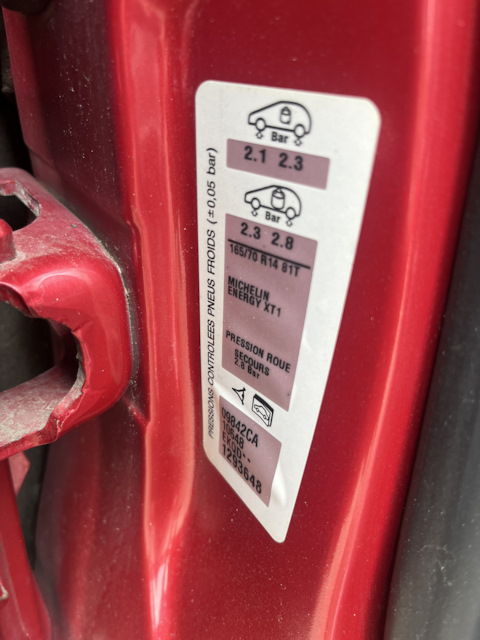 Bar
2.1 2.3
Bar
2.3 2.8
165/70 R14 81T
MICHELIN
ENERGY XT1
PRESSION ROUE
SECOURS
2.8 Bar
PRESSIONS CONTROLEES PNEUS FROIDS (±0,05 bar)
09842CA
1293648